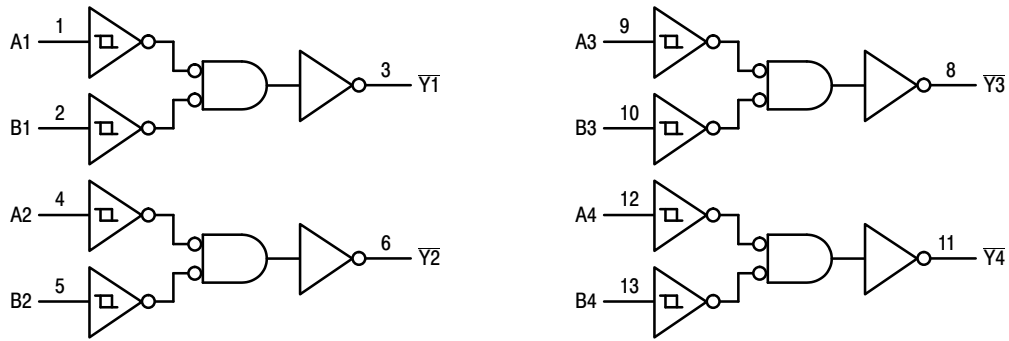 A1 1
B1 2
3 Y1̅
A2 4
B2 5
6 Y2̅
A3 9
B3 10
8 Y3̅
A4 12
B4 13
11 Y4̅